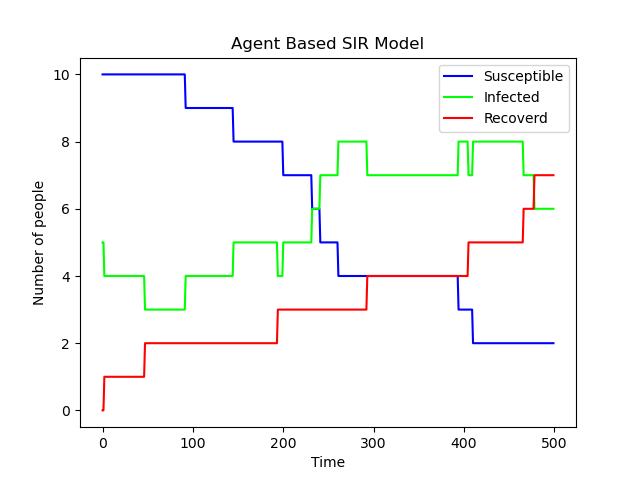 Agent Based SIR Model
Susceptible
Infected
Recoverd
10
8
6
4
2
0
Number of people
0 100 200 300 400 500
Time